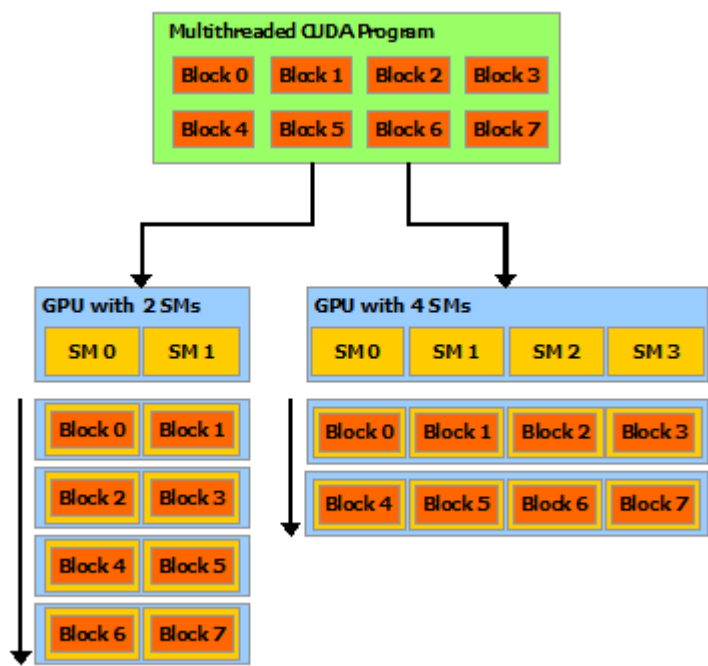 Multithreaded CUDA Program
Block 0 Block 1 Block 2 Block 3
Block 4 Block 5 Block 6 Block 7
GPU with 2 SMs
SM 0 SM 1
Block 0 Block 1
Block 2 Block 3
Block 4 Block 5
Block 6 Block 7
GPU with 4 SMs
SM 0 SM 1 SM 2 SM 3
Block 0 Block 1 Block 2 Block 3
Block 4 Block 5 Block 6 Block 7